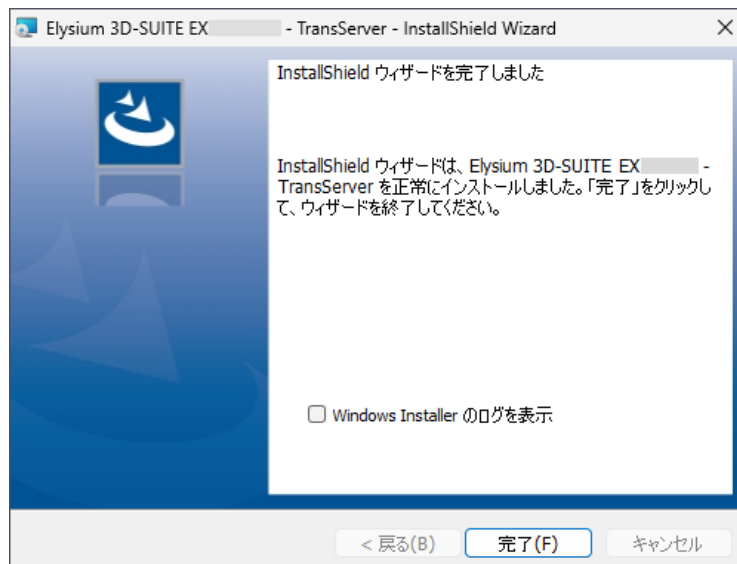 Elysium 3D-SUITE EX - TransServer - InstallShield Wizard
InstallShield ウィザードを完了しました
InstallShield ウィザードは、Elysium 3D-SUITE EX -
TransServer を正常にインストールしました。「完了」をクリックし
て、ウィザードを終了してください。
Windows Installer のログを表示
< 戻る(B)
完了(F)
キャンセル